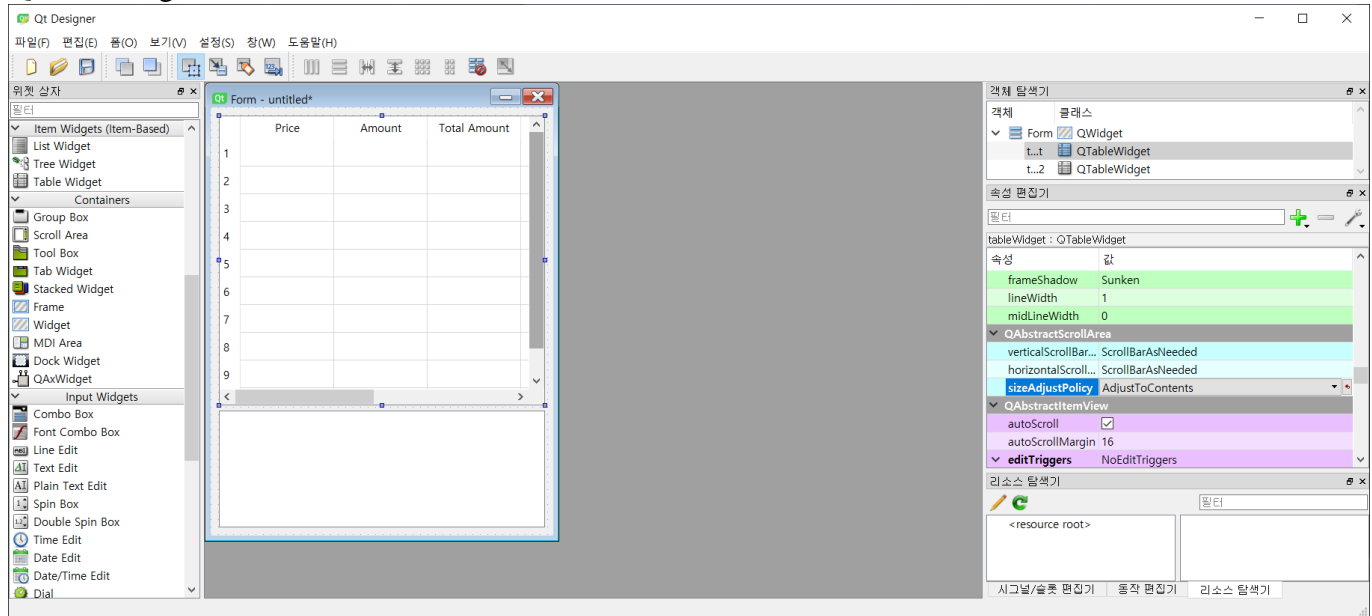 Qt Designer
파일(F) 편집(E) 폼(O) 보기(V) 설정(S) 창(W) 도움말(H)
위젯 상자
필터
Item Widgets (Item-Based)
List Widget
Tree Widget
Table Widget
Containers
Group Box
Scroll Area
Tool Box
Tab Widget
Stacked Widget
Frame
Widget
MDI Area
Dock Widget
QAxWidget
Input Widgets
Combo Box
Font Combo Box
Line Edit
Text Edit
Plain Text Edit
Spin Box
Double Spin Box
Time Edit
Date Edit
Date/Time Edit
Dial
Form - untitled*
Price Amount Total Amount
1
2
3
4
5
6
7
8
9
객체 탐색기
객체 클래스
Form QWidget
t...t QTableWidget
t...2 QTableWidget
속성 편집기
필터
tableWidget : QTableWidget
속성 값
frameShadow Sunken
lineWidth 1
midLineWidth 0
QAbstractScrollArea
verticalScrollBar... ScrollBarAsNeeded
horizontalScroll... ScrollBarAsNeeded
sizeAdjustPolicy AdjustToContents
QAbstractItemView
autoScroll
autoScrollMargin 16
editTriggers NoEditTriggers
리소스 탐색기
필터
<resource root>
시그널/슬롯 편집기 동작 편집기 리소스 탐색기